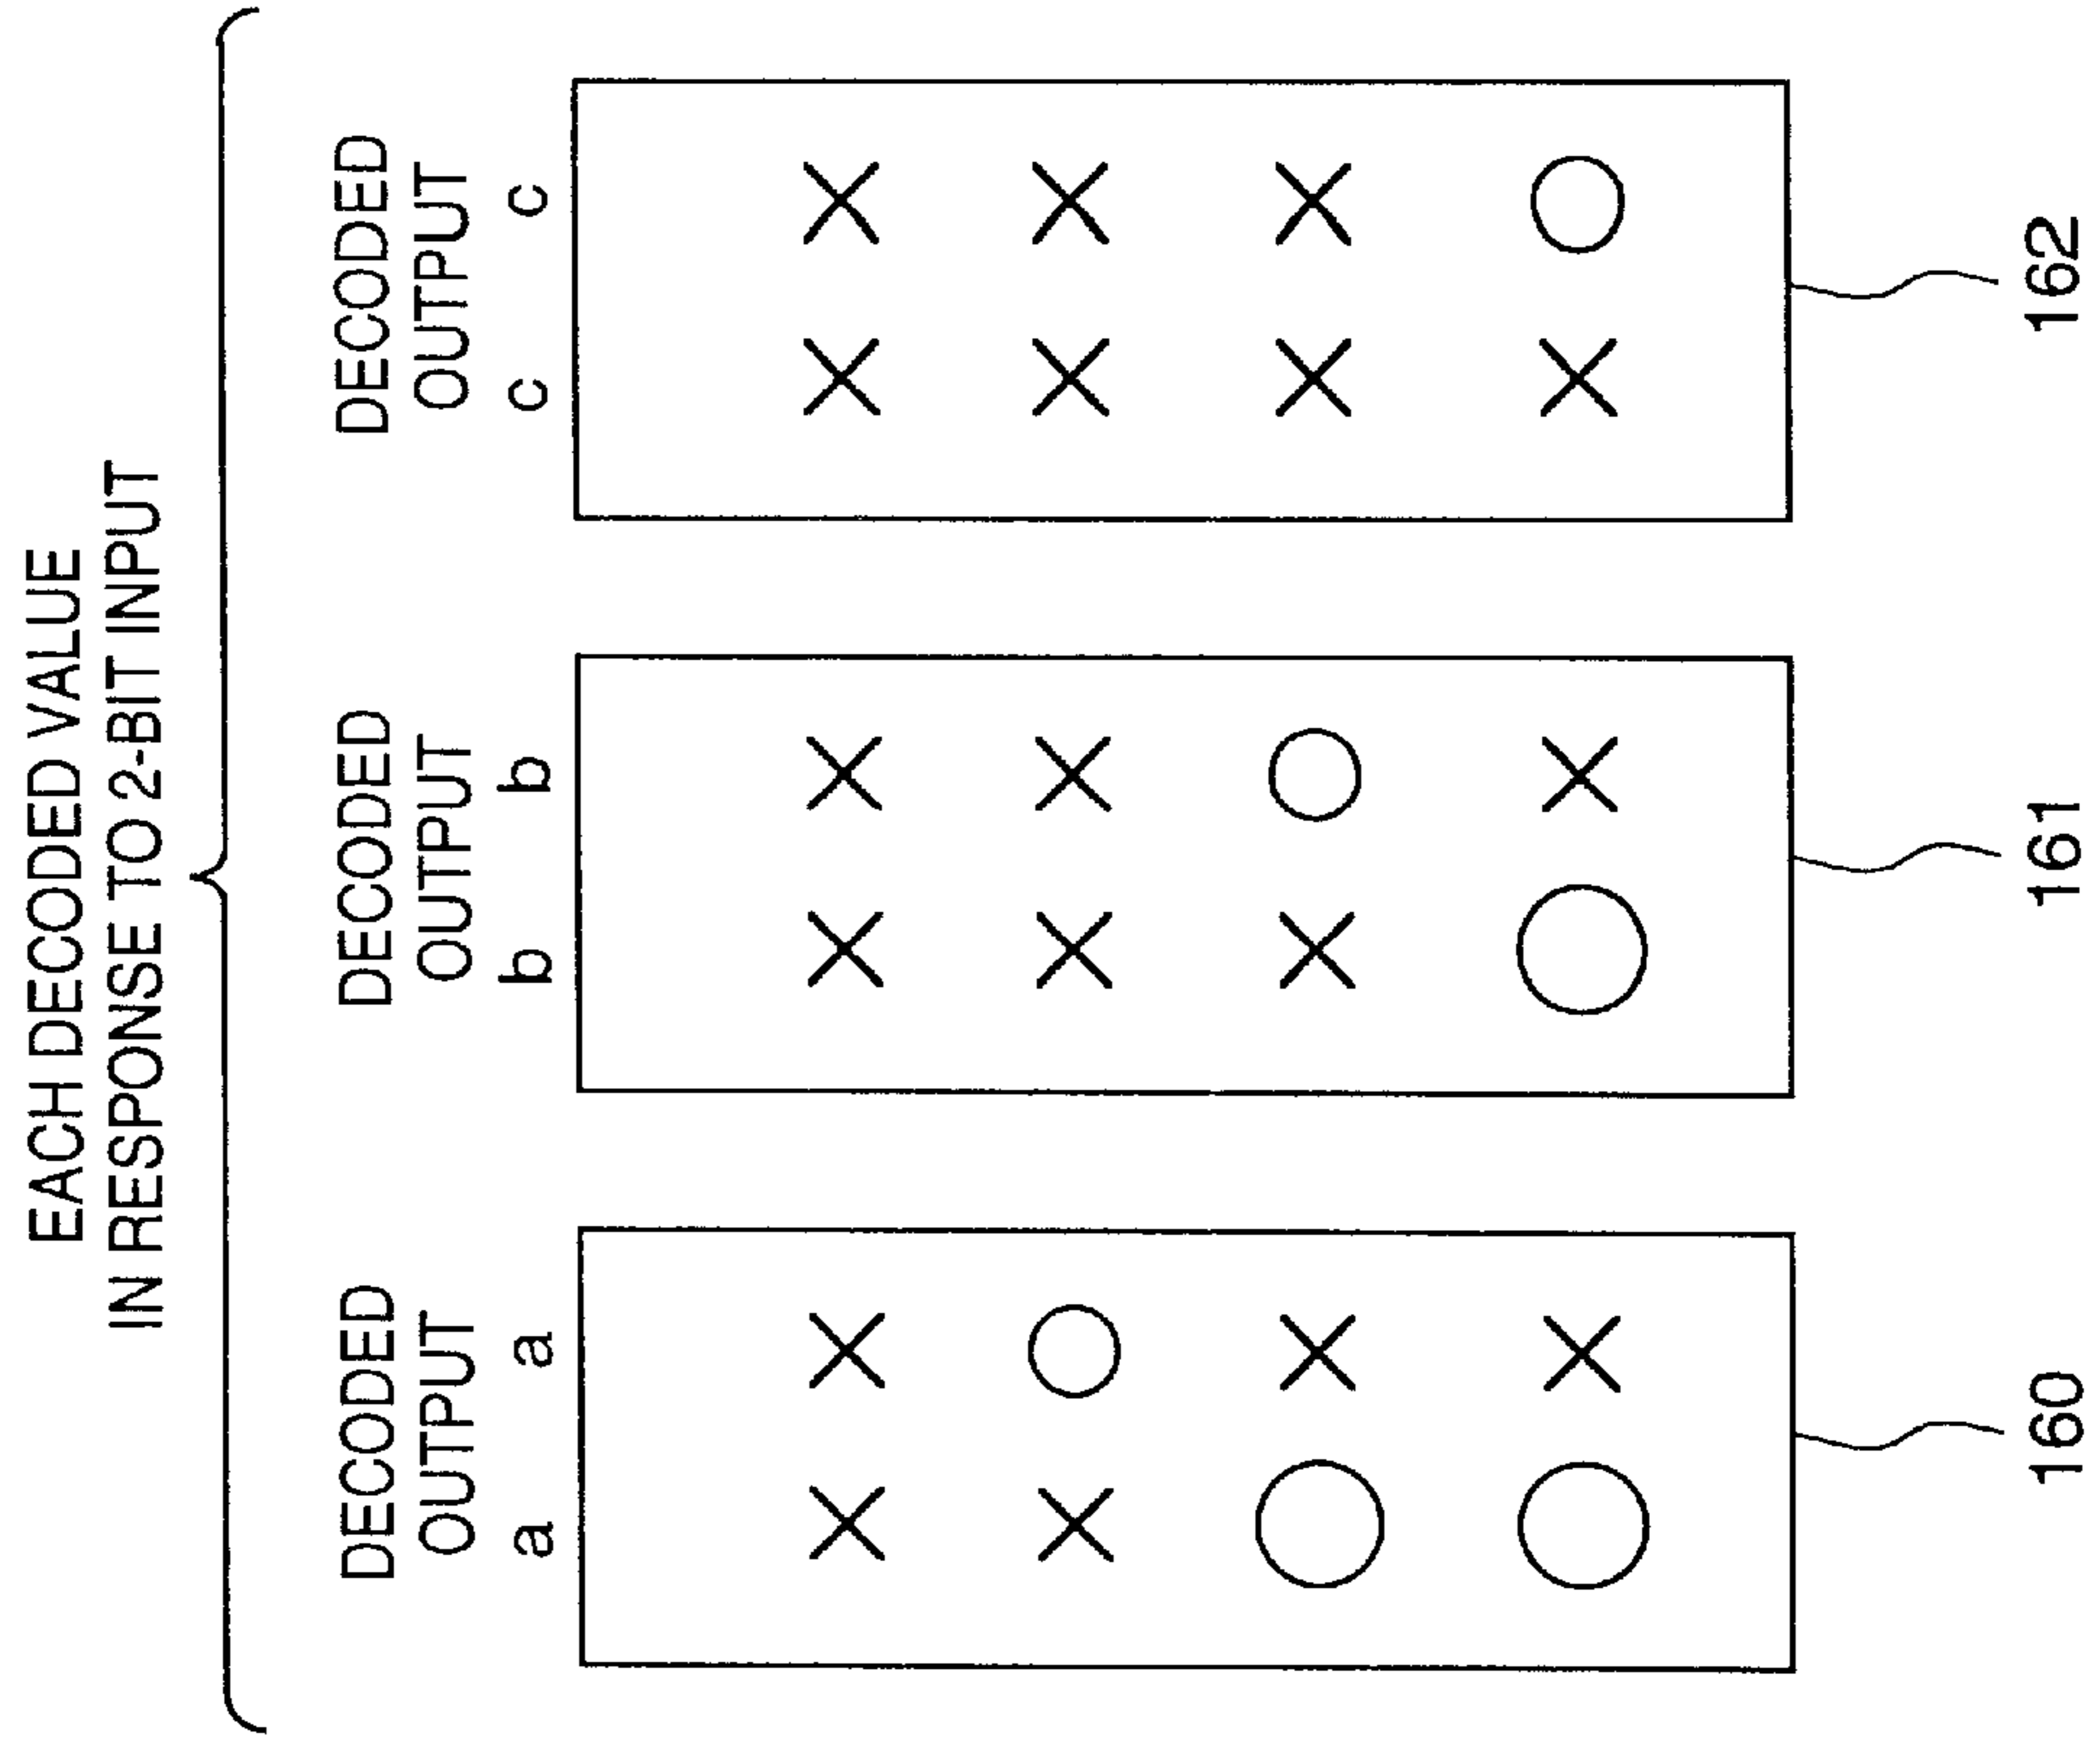 EACH DECODED VALUE
IN RESPONSE TO 2-BIT INPUT
DECODED
OUTPUT
a a
DECODED
OUTPUT
b b
DECODED
OUTPUT
c c
160
161
162